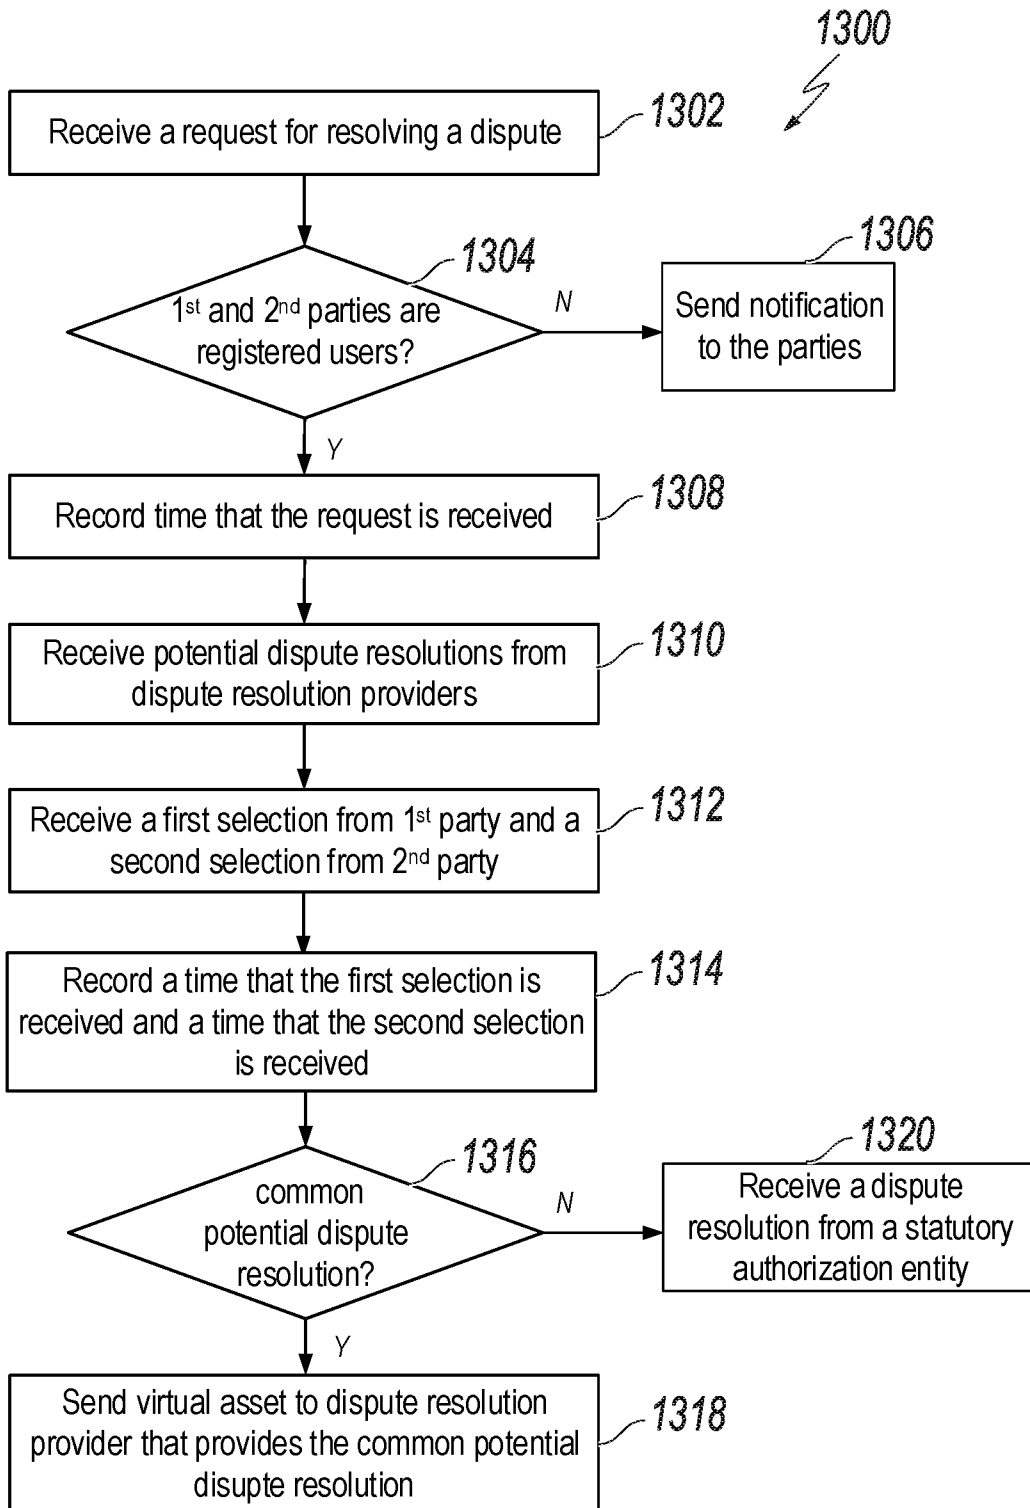 1300
Receive a request for resolving a dispute
1302
1304
1st and 2nd parties are
registered users?
N
1306
Send notification
to the parties
Y
Record time that the request is received
1308
Receive potential dispute resolutions from
dispute resolution providers
1310
Receive a first selection from 1st party and a
second selection from 2nd party
1312
Record a time that the first selection is
received and a time that the second selection
is received
1314
1316
common
potential dispute
resolution?
N
1320
Receive a dispute
resolution from a statutory
authorization entity
Y
Send virtual asset to dispute resolution
provider that provides the common potential
disupte resolution
1318